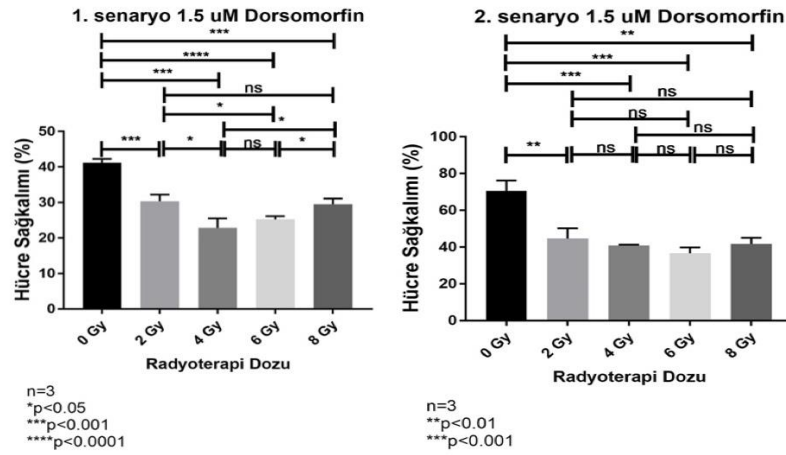 1. senaryo 1.5 uM Dorsomorfin
***
****
***
ns
*
*
***
*
ns
*
Hücre Sağkalımı (%)
50
40
30
20
10
0
0 Gy
2 Gy
4 Gy
6 Gy
8 Gy
Radyoterapi Dozu
n=3
*p<0.05
***p<0.001
****p<0.0001
2. senaryo 1.5 uM Dorsomorfin
**
***
***
ns
ns
ns
**
ns
ns
ns
Hücre Sağkalımı (%)
100
80
60
40
20
0
0 Gy
2 Gy
4 Gy
6 Gy
8 Gy
Radyoterapi Dozu
n=3
**p<0.01
***p<0.001